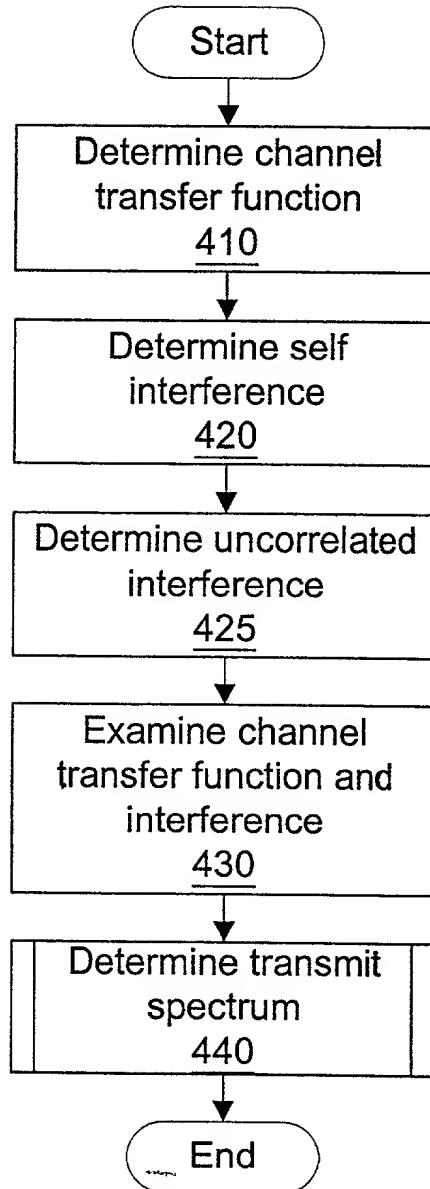 Start
Determine channel
transfer function
410
Determine self
interference
420
Determine uncorrelated
interference
425
Examine channel
transfer function and
interference
430
Determine transmit
spectrum
440
End